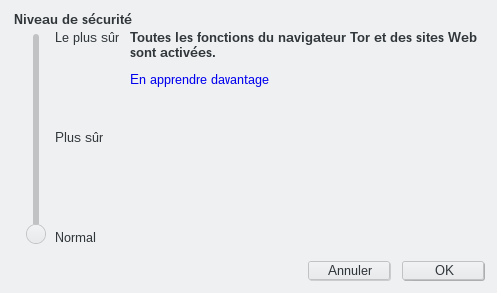 Niveau de sécurité
Le plus sûr
Toutes les fonctions du navigateur Tor et des sites Web
sont activées.
En apprendre davantage
Plus sûr
Normal
Annuler
OK